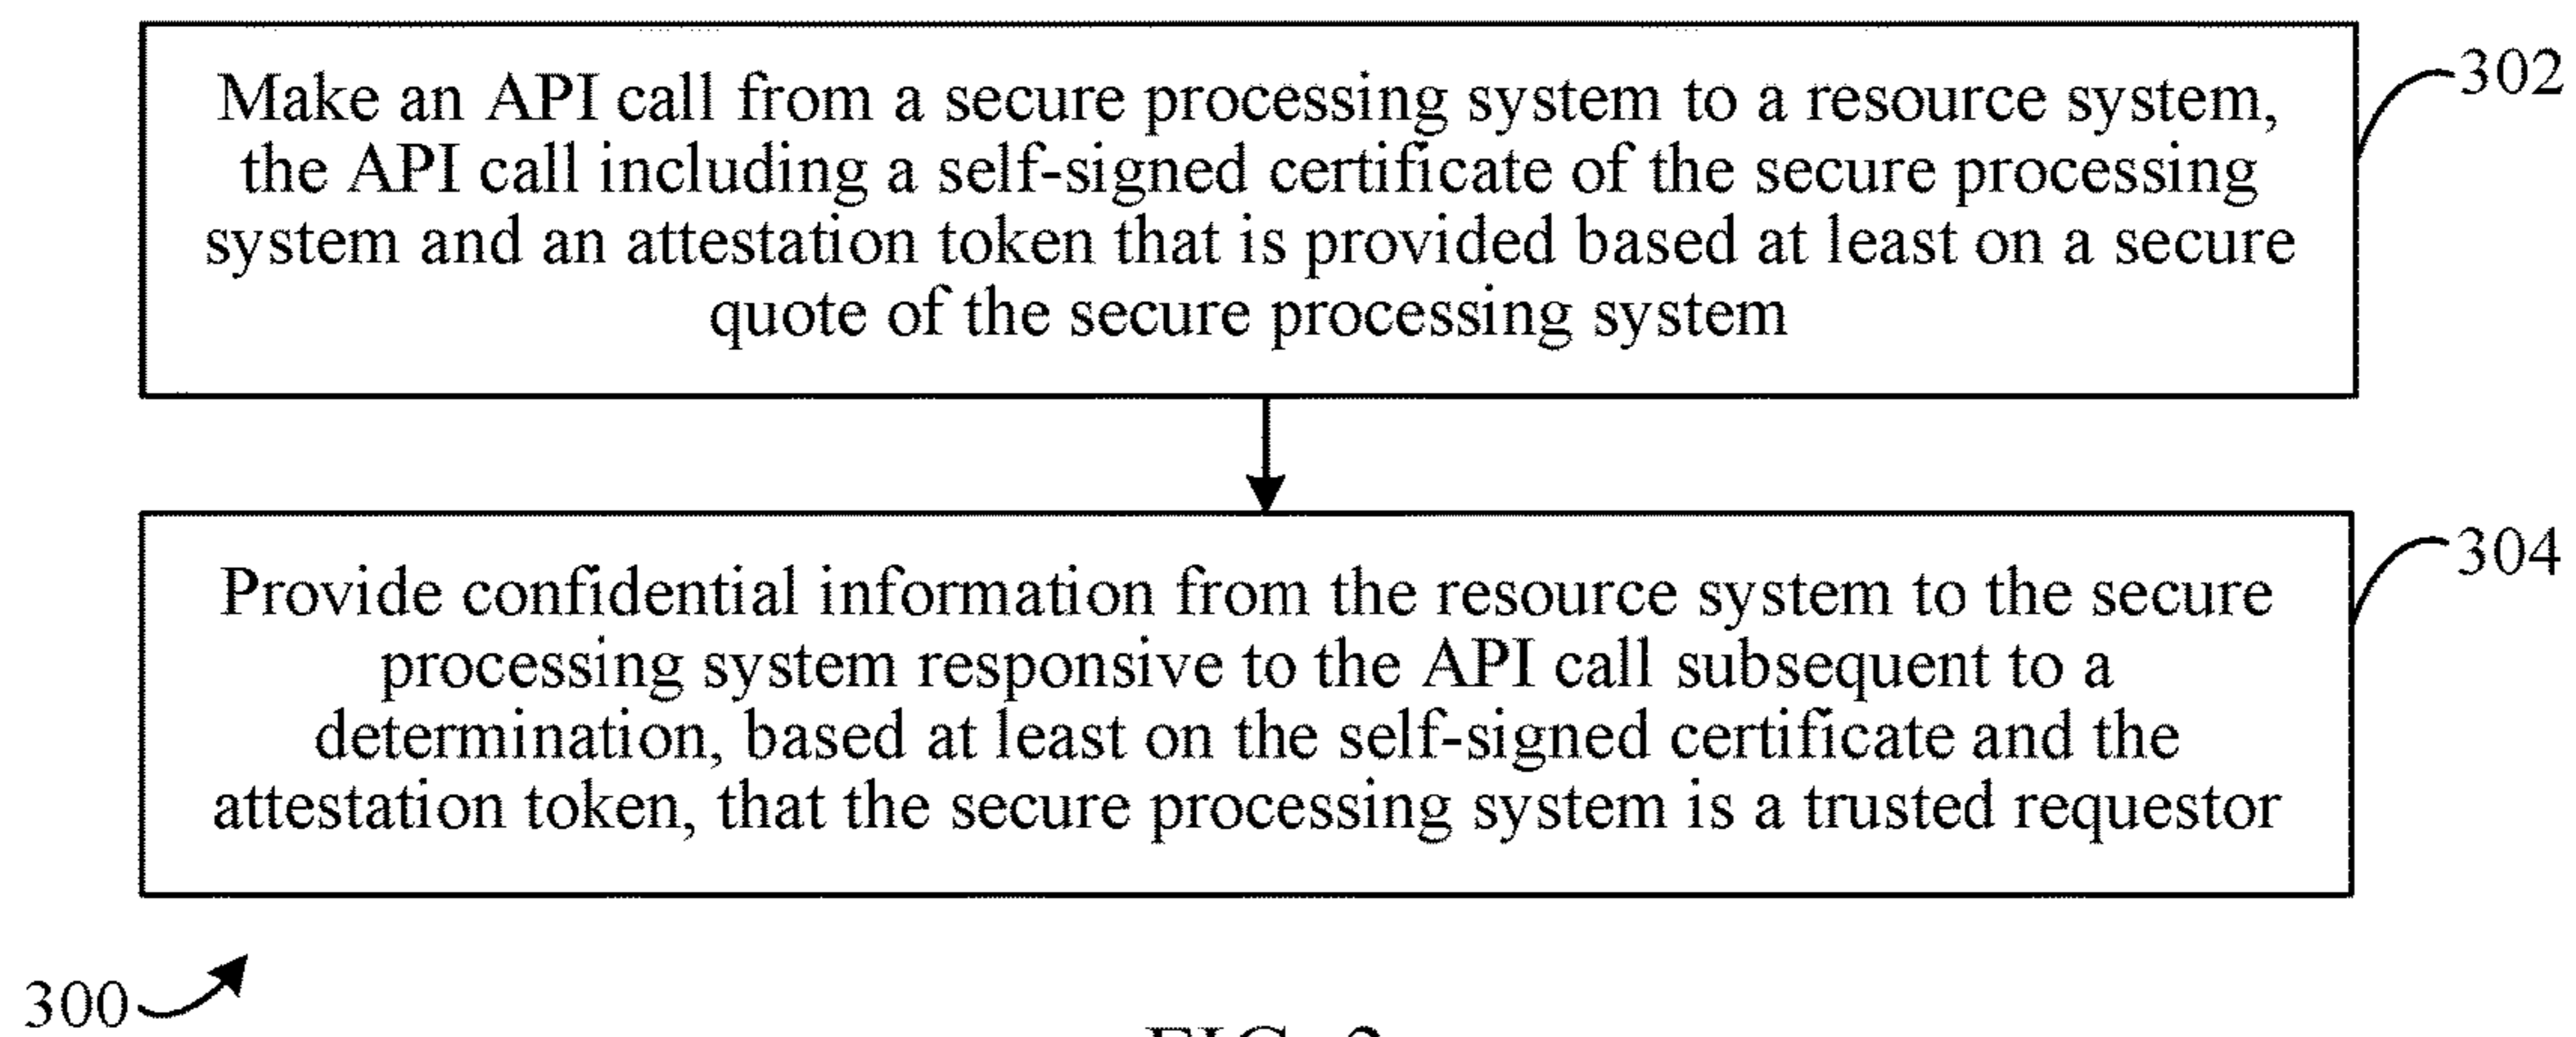 Make an API call from a secure processing system to a resource system,
the API call including a self-signed certificate of the secure processing
system and an attestation token that is provided based at least on a secure
quote of the secure processing system
302
Provide confidential information from the resource system to the secure
processing system responsive to the API call subsequent to a
determination, based at least on the self-signed certificate and the
attestation token, that the secure processing system is a trusted requestor
304
300